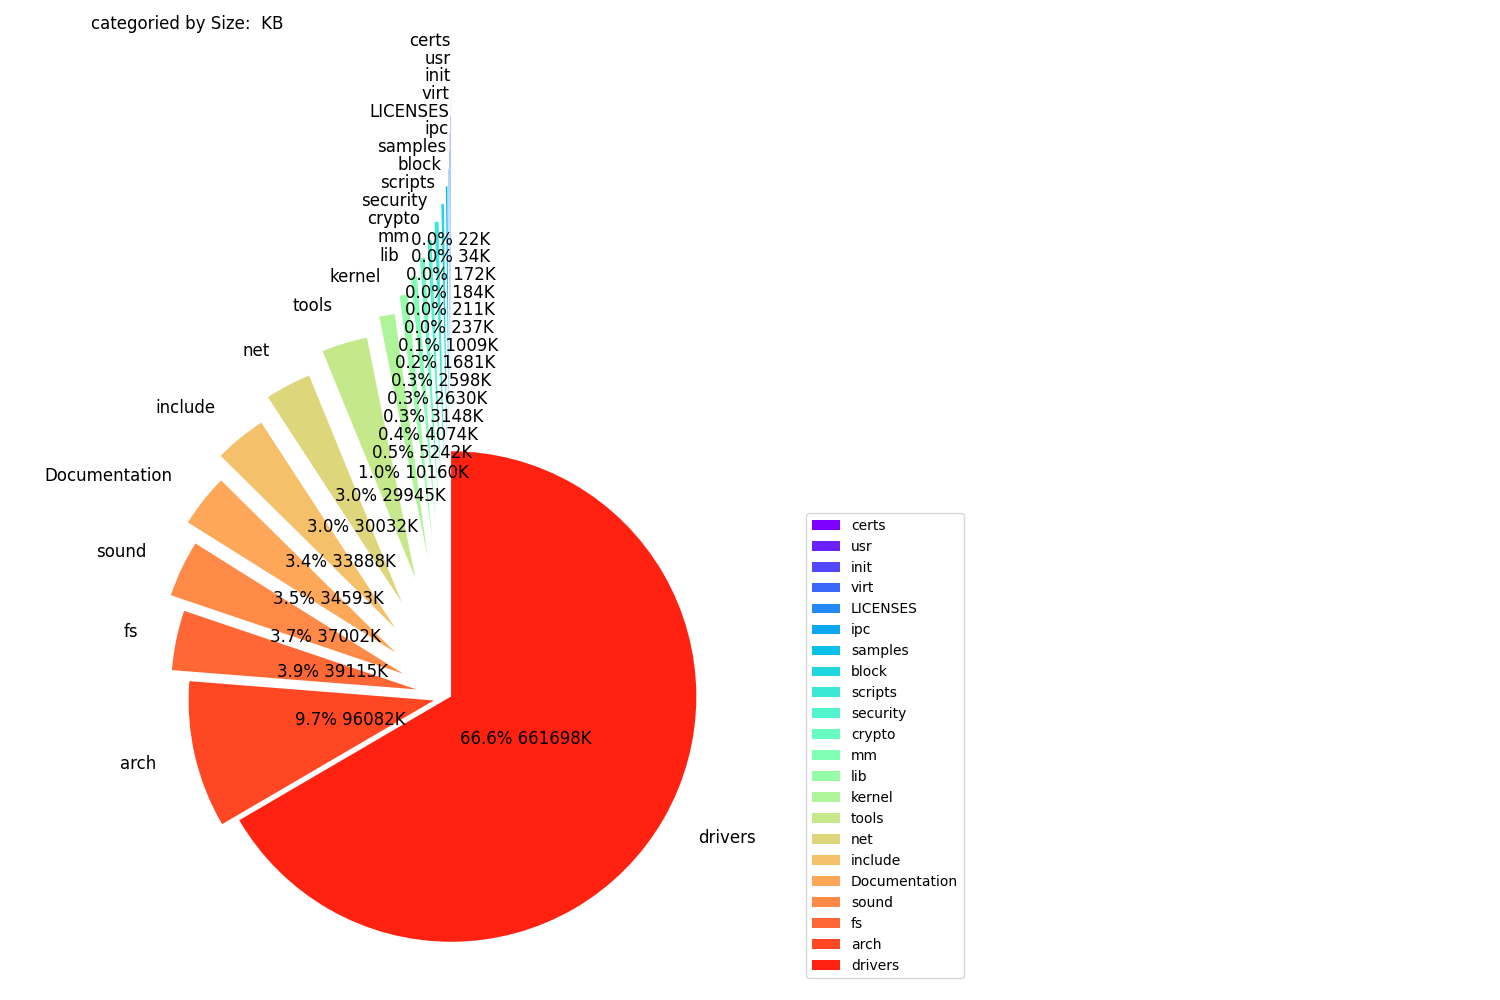 categoried by Size:  KB
certs
usr
init
virt
LICENSES
ipc
samples
block
scripts
security
crypto
mm
lib
kernel
tools
net
include
Documentation
sound
fs
arch
drivers
0.0% 22K
0.0% 34K
0.0% 172K
0.0% 184K
0.0% 211K
0.0% 237K
0.1% 1009K
0.2% 1681K
0.3% 2598K
0.3% 2630K
0.3% 3148K
0.4% 4074K
0.5% 5242K
1.0% 10160K
3.0% 29945K
3.0% 30032K
3.4% 33888K
3.5% 34593K
3.7% 37002K
3.9% 39115K
9.7% 96082K
66.6% 661698K
certs
usr
init
virt
LICENSES
ipc
samples
block
scripts
security
crypto
mm
lib
kernel
tools
net
include
Documentation
sound
fs
arch
drivers